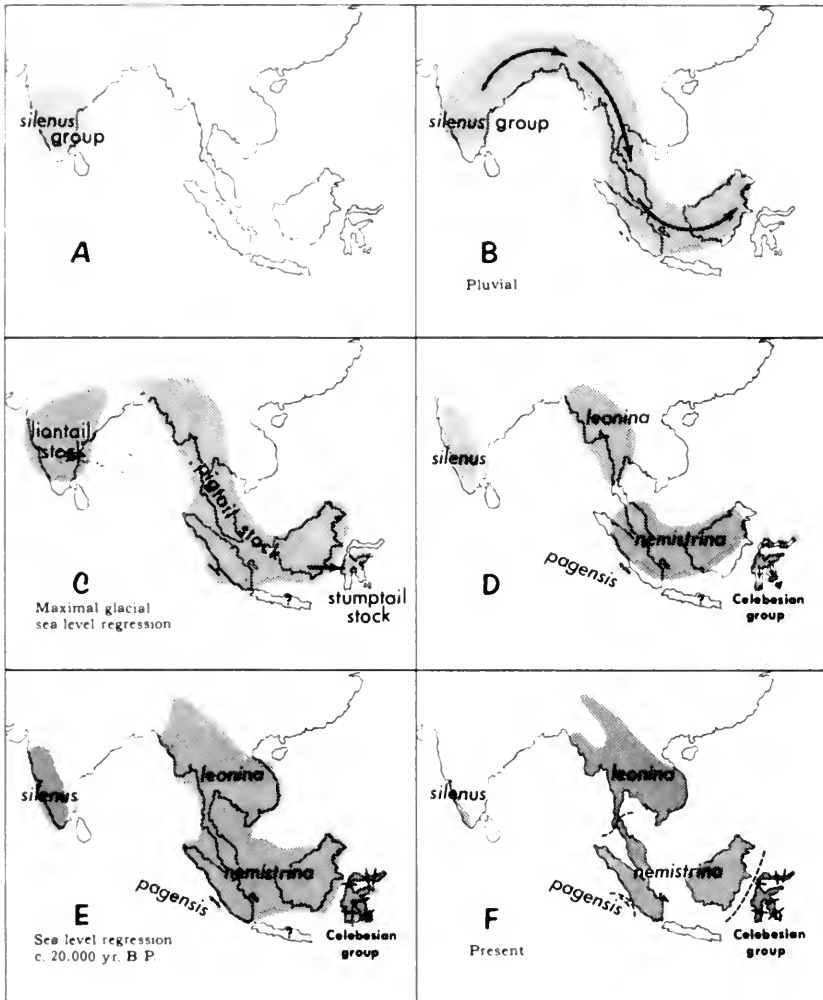 silenus
group
A
silenus group
B
Pluvial
liontail
stock
pigtail stock
C
Maximal glacial
sea level regression
stumptail
stock
leonina
silenus
nemistrina
pagensis
?
D
Celebesian
group
silenus
leonina
nemistrina
pagensis
?
E
Sea level regression
c. 20,000 yr. B P.
Celebesian
group
leonina
silenus
nemistrina
pagensis
F
Present
Celebesian
group